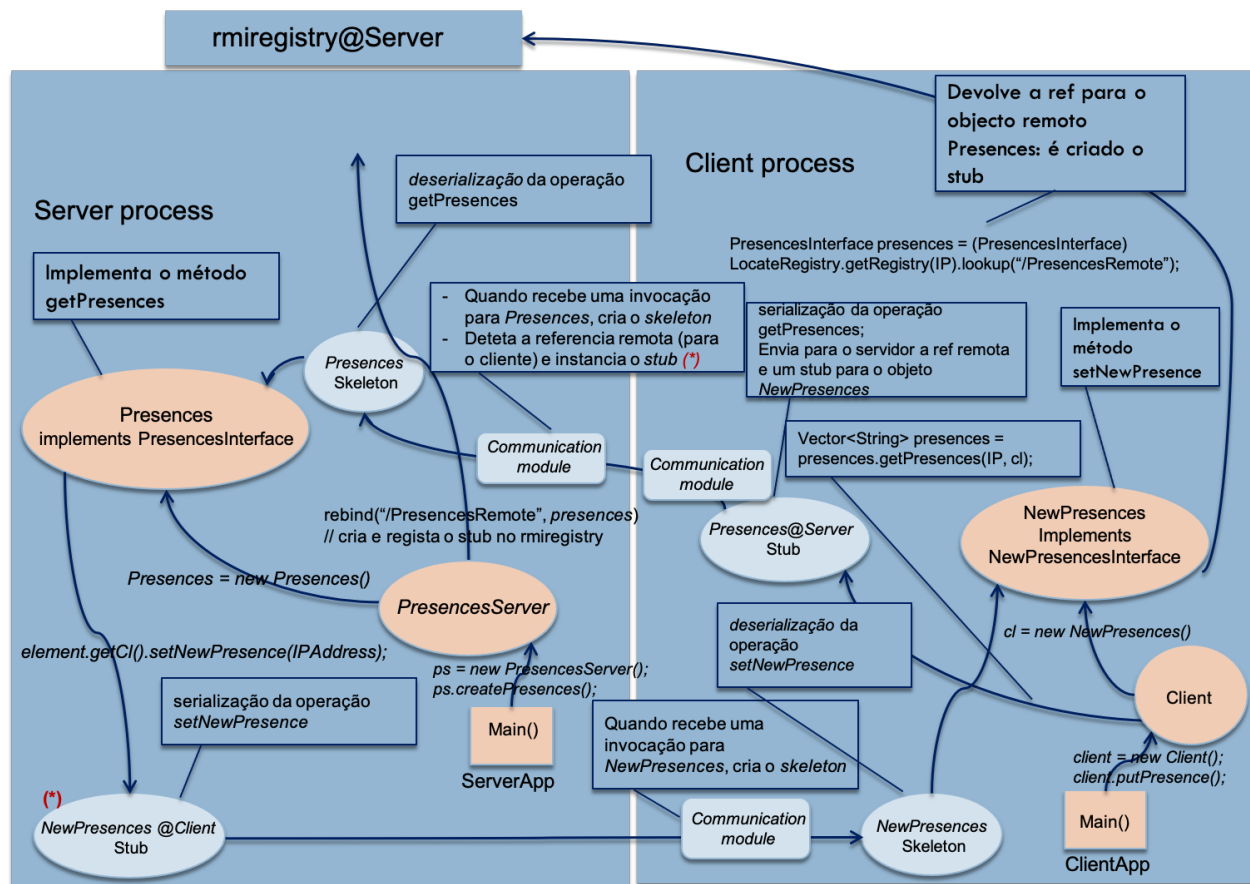 rmiregistry@Server
Devolve a ref para o
objecto remoto
Presences: é criado o
stub
Client process
deserialização da operação
getPresences
Server process
PresencesInterface presences = (PresencesInterface)
LocateRegistry.getRegistry(IP).lookup(“/PresencesRemote”);
Implementa o método
getPresences
- Quando recebe uma invocação
para Presences, cria o skeleton
- Deteta a referencia remota (para
o cliente) e instancia o stub (*)
serialização da operação
getPresences;
Envia para o servidor a ref remota
e um stub para o objeto
NewPresences
Implementa o
método
setNewPresence
Presences
Skeleton
Presences
implements PresencesInterface
Vector<String> presences =
presences.getPresences(IP, cl);
Communication
module
Communication
module
rebind(“/PresencesRemote”, presences)
// cria e regista o stub no rmiregistry
Presences@Server
Stub
NewPresences
Implements
NewPresencesInterface
Presences = new Presences()
PresencesServer
deserialização da
operação
setNewPresence
cl = new NewPresences()
element.getCl().setNewPresence(IPAddress);
ps = new PresencesServer();
ps.createPresences();
serialização da operação
setNewPresence
Client
Main()
ServerApp
Quando recebe uma
invocação para
NewPresences, cria o skeleton
client = new Client();
client.putPresence();
(*)
NewPresences @Client
Stub
Communication
module
NewPresences
Skeleton
Main()
ClientApp